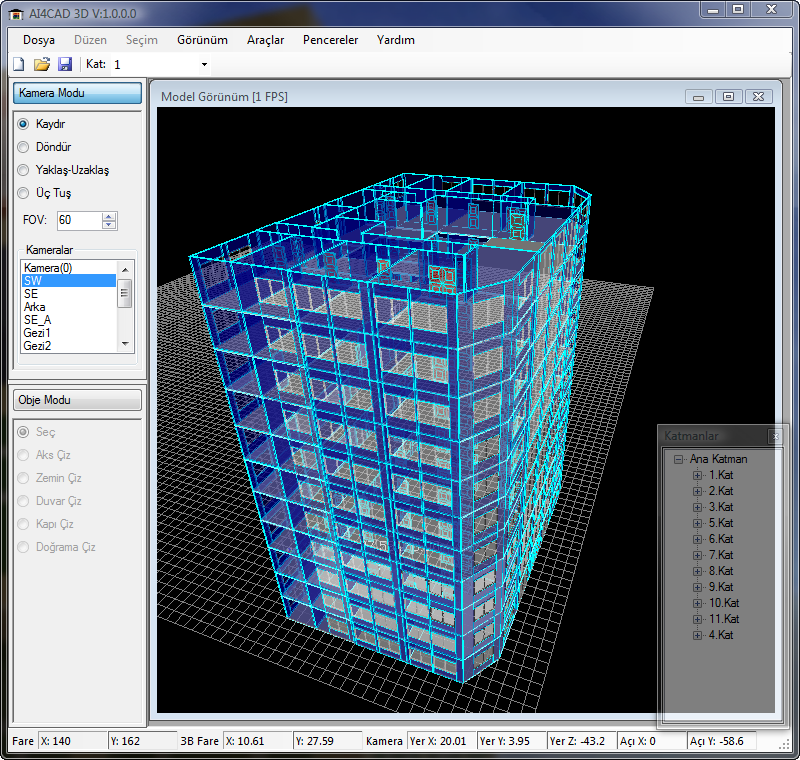 AI4CAD 3D V:1.0.0.0
Dosya Düzen Seçim Görünüm Araçlar Pencereler Yardım
Kat: 1
Kamera Modu
Kaydır
Döndür
Yaklaş-Uzaklaş
Üç Tuş
FOV: 60
Kameralar
Kamera(0)
SW
SE
Arka
SE_A
Gezi1
Gezi2
Obje Modu
Seç
Aks Çiz
Zemin Çiz
Duvar Çiz
Kapı Çiz
Doğrama Çiz
Model Görünüm [1 FPS]
Katmanlar
Ana Katman
1.Kat
2.Kat
3.Kat
5.Kat
6.Kat
7.Kat
8.Kat
9.Kat
10.Kat
11.Kat
4.Kat
Fare X: 140 Y: 162 3B Fare X: 10.61 Y: 27.59 Kamera Yer X: 20.01 Yer Y: 3.95 Yer Z: -43.2 Açı X: 0 Açı Y: -58.6